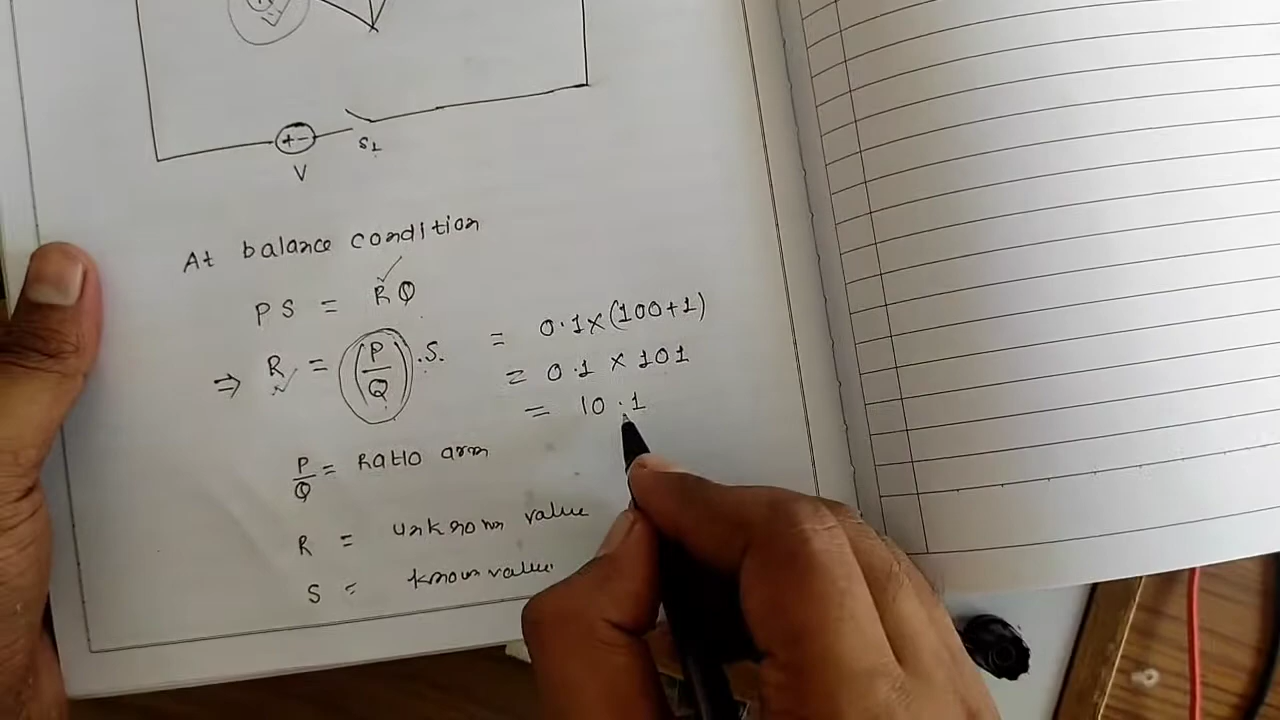 +-
S1
V
At balance condition
PS = RQ
⇒ R = (P/Q).S. = 0.1×(100+1)
= 0.1 × 101
= 10.1
P/Q = Ratio arm
R = unknown value
S = known value